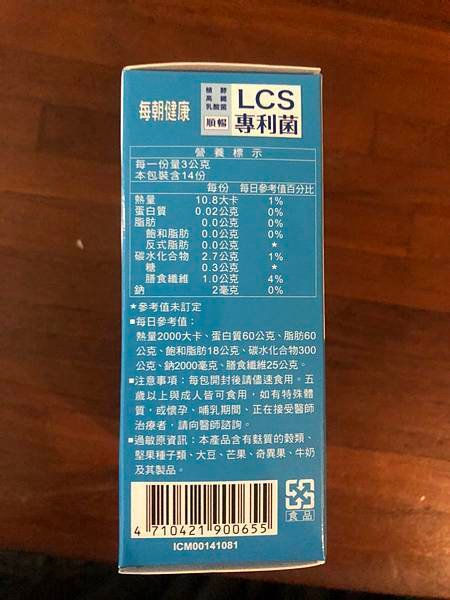 每朝健康
植酵
高纖
乳酸菌
順暢
LCS
專利菌
營養標示
每一份量3公克
本包裝含14份
每份 每日參考值百分比
熱量 10.8大卡 1%
蛋白質 0.02公克 0%
脂肪 0.0公克 0%
飽和脂肪 0.0公克 0%
反式脂肪 0.0公克 *
碳水化合物 2.7公克 1%
糖 0.3公克 *
膳食纖維 1.0公克 4%
鈉 2毫克 0%
*參考值未訂定
■每日參考值：
熱量2000大卡、蛋白質60公克、脂肪60
公克、飽和脂肪18公克、碳水化合物300
公克、鈉2000毫克、膳食纖維25公克。
■注意事項：每包開封後請儘速食用。五
歲以上與成人皆可食用，如有特殊體
質，或懷孕、哺乳期間、正在接受醫師
治療者，請向醫師諮詢。
■過敏原資訊：本產品含有麩質的穀類、
堅果種子類、大豆、芒果、奇異果、牛奶
及其製品。
4 710421 900655
食品
ICM00141081